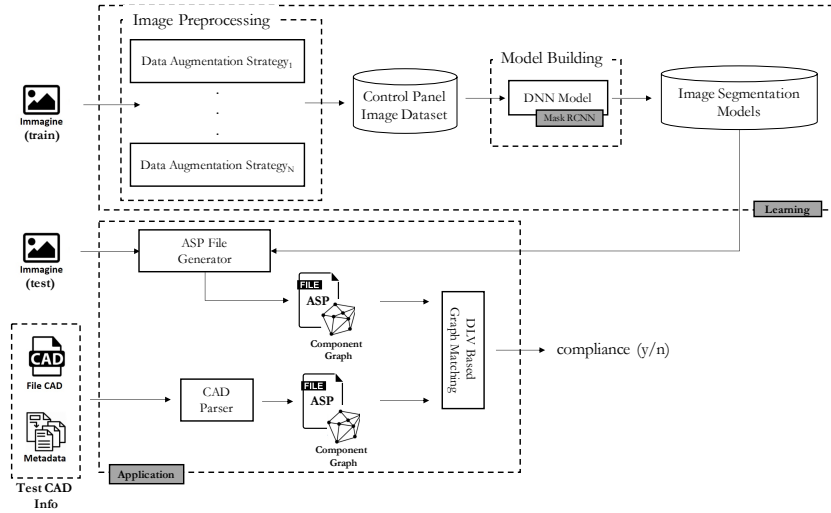 Image Preprocessing
Data Augmentation Strategy1
.
.
.
Data Augmentation StrategyN
Immagine
(train)
Control Panel
Image Dataset
Model Building
DNN Model
Mask RCNN
Image Segmentation
Models
Learning
Immagine
(test)
ASP File
Generator
FILE
ASP
Component
Graph
DLV Based
Graph Matching
compliance (y/n)
CAD
File CAD
Metadata
Test CAD
Info
CAD
Parser
FILE
ASP
Component
Graph
Application